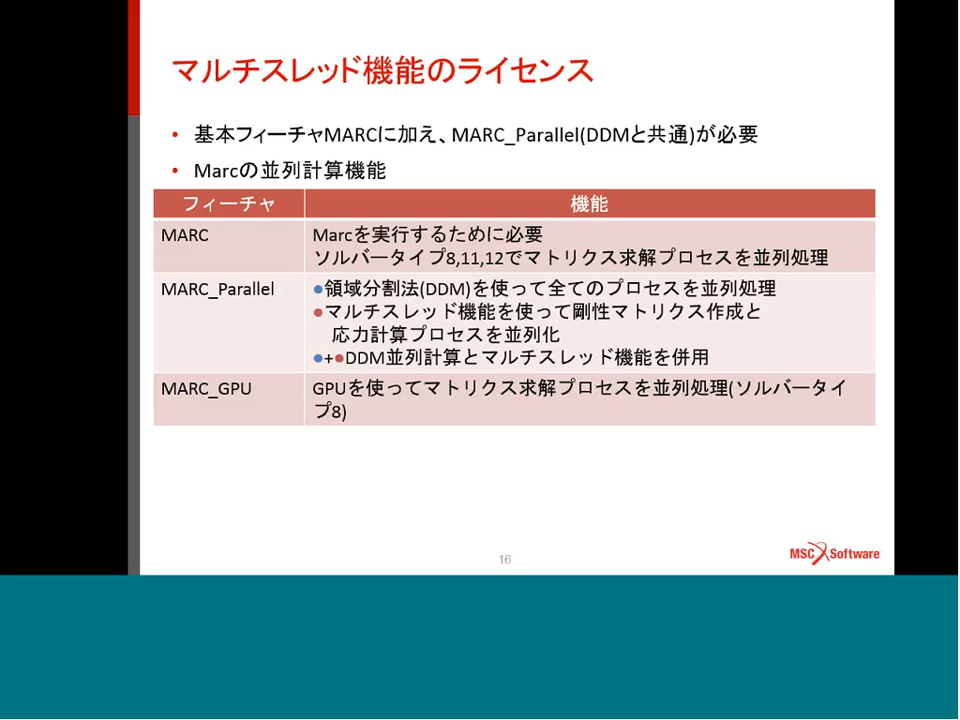 マルチスレッド機能のライセンス
• 基本フィーチャMARCに加え、MARC_Parallel(DDMと共通)が必要
• Marcの並列計算機能
フィーチャ 機能
MARC Marcを実行するために必要
ソルバータイプ8,11,12でマトリクス求解プロセスを並列処理
MARC_Parallel ●領域分割法(DDM)を使って全てのプロセスを並列処理
●マルチスレッド機能を使って剛性マトリクス作成と
応力計算プロセスを並列化
●+●DDM並列計算とマルチスレッド機能を併用
MARC_GPU GPUを使ってマトリクス求解プロセスを並列処理(ソルバータイ
プ8)
16
MSC Software